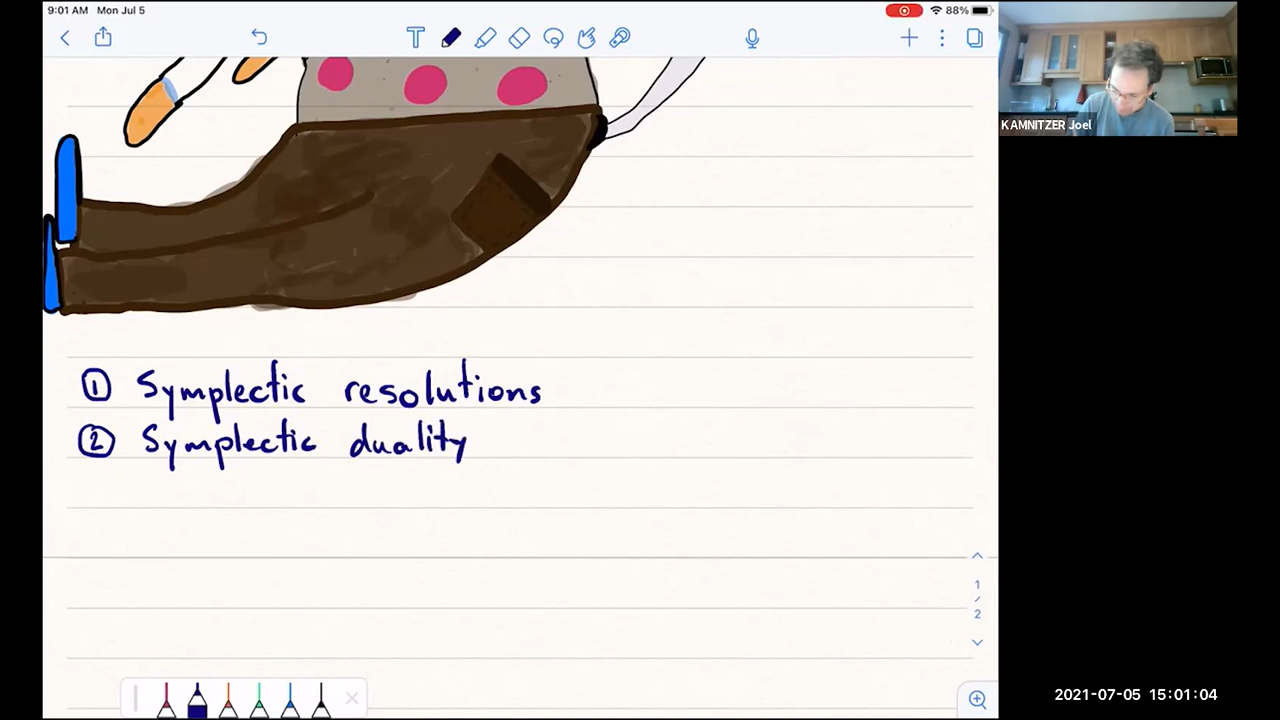 9:01 AM Mon Jul 5
88%
T
KAMNITZER Joel
① Symplectic resolutions
② Symplectic duality
1
/
2
2021-07-05 15:01:04